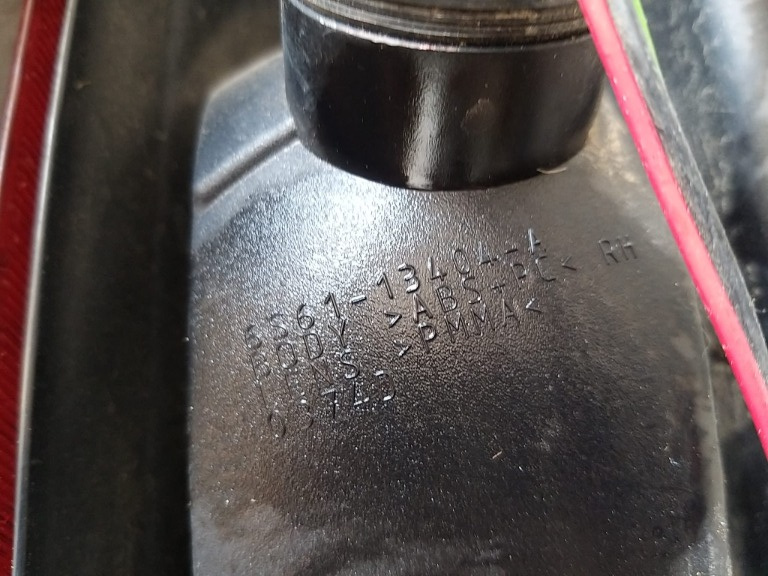 6S61-13404-A RH
BODY >ABS+PC<
LENS >PMMA<